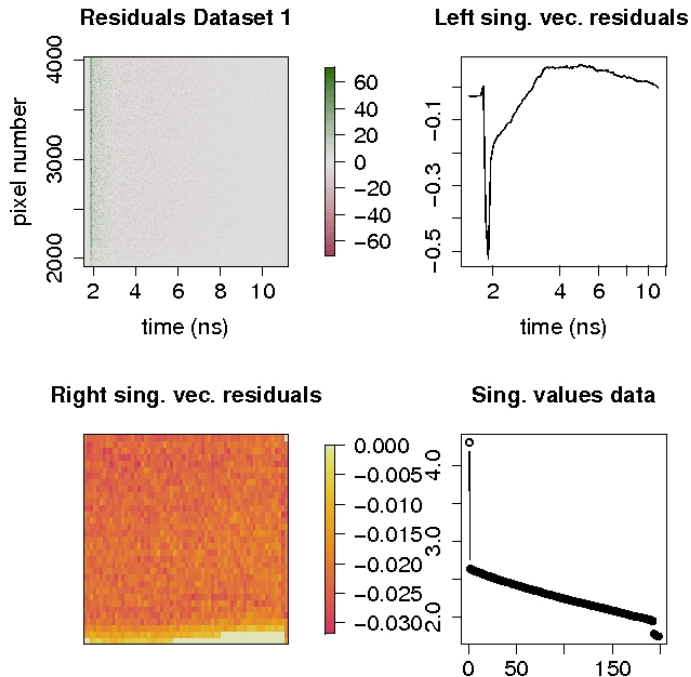 Residuals Dataset 1
pixel number
4000
3000
2000
2 4 6 8 10
time (ns)
60
40
20
0
−20
−40
−60
Left sing. vec. residuals
−0.1
−0.3
−0.5
2 4 6 10
time (ns)
Right sing. vec. residuals
0.000
−0.005
−0.010
−0.015
−0.020
−0.025
−0.030
Sing. values data
4.0
3.0
2.0
0 50 150